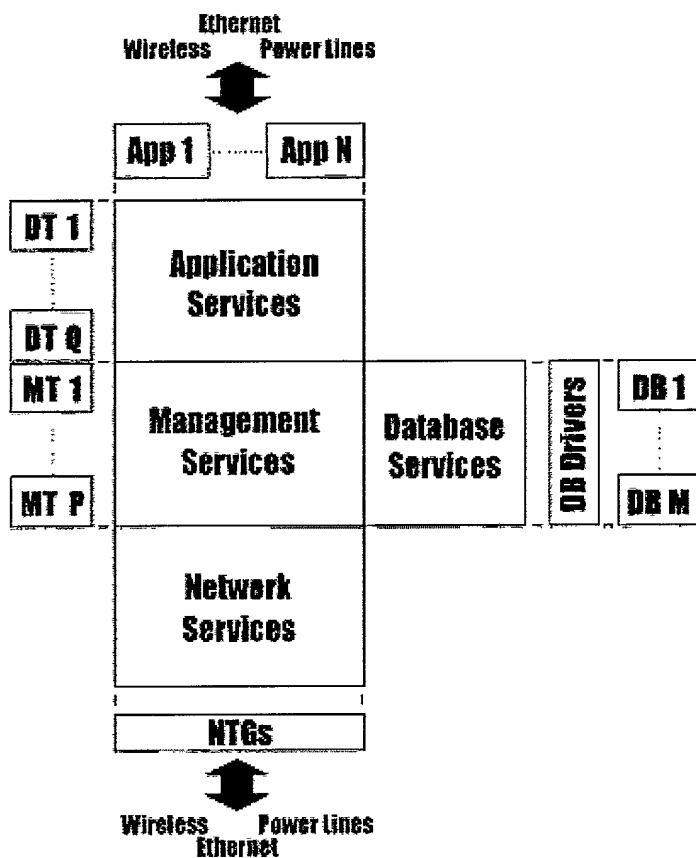 Ethernet
Wireless Power Lines
App 1 App N
DT 1
Application
Services
DT Q
MT 1
Management
Services
MT P
Database
Services
DB Drivers
DB 1
DB M
Network
Services
NTGs
Wireless Power Lines
Ethernet